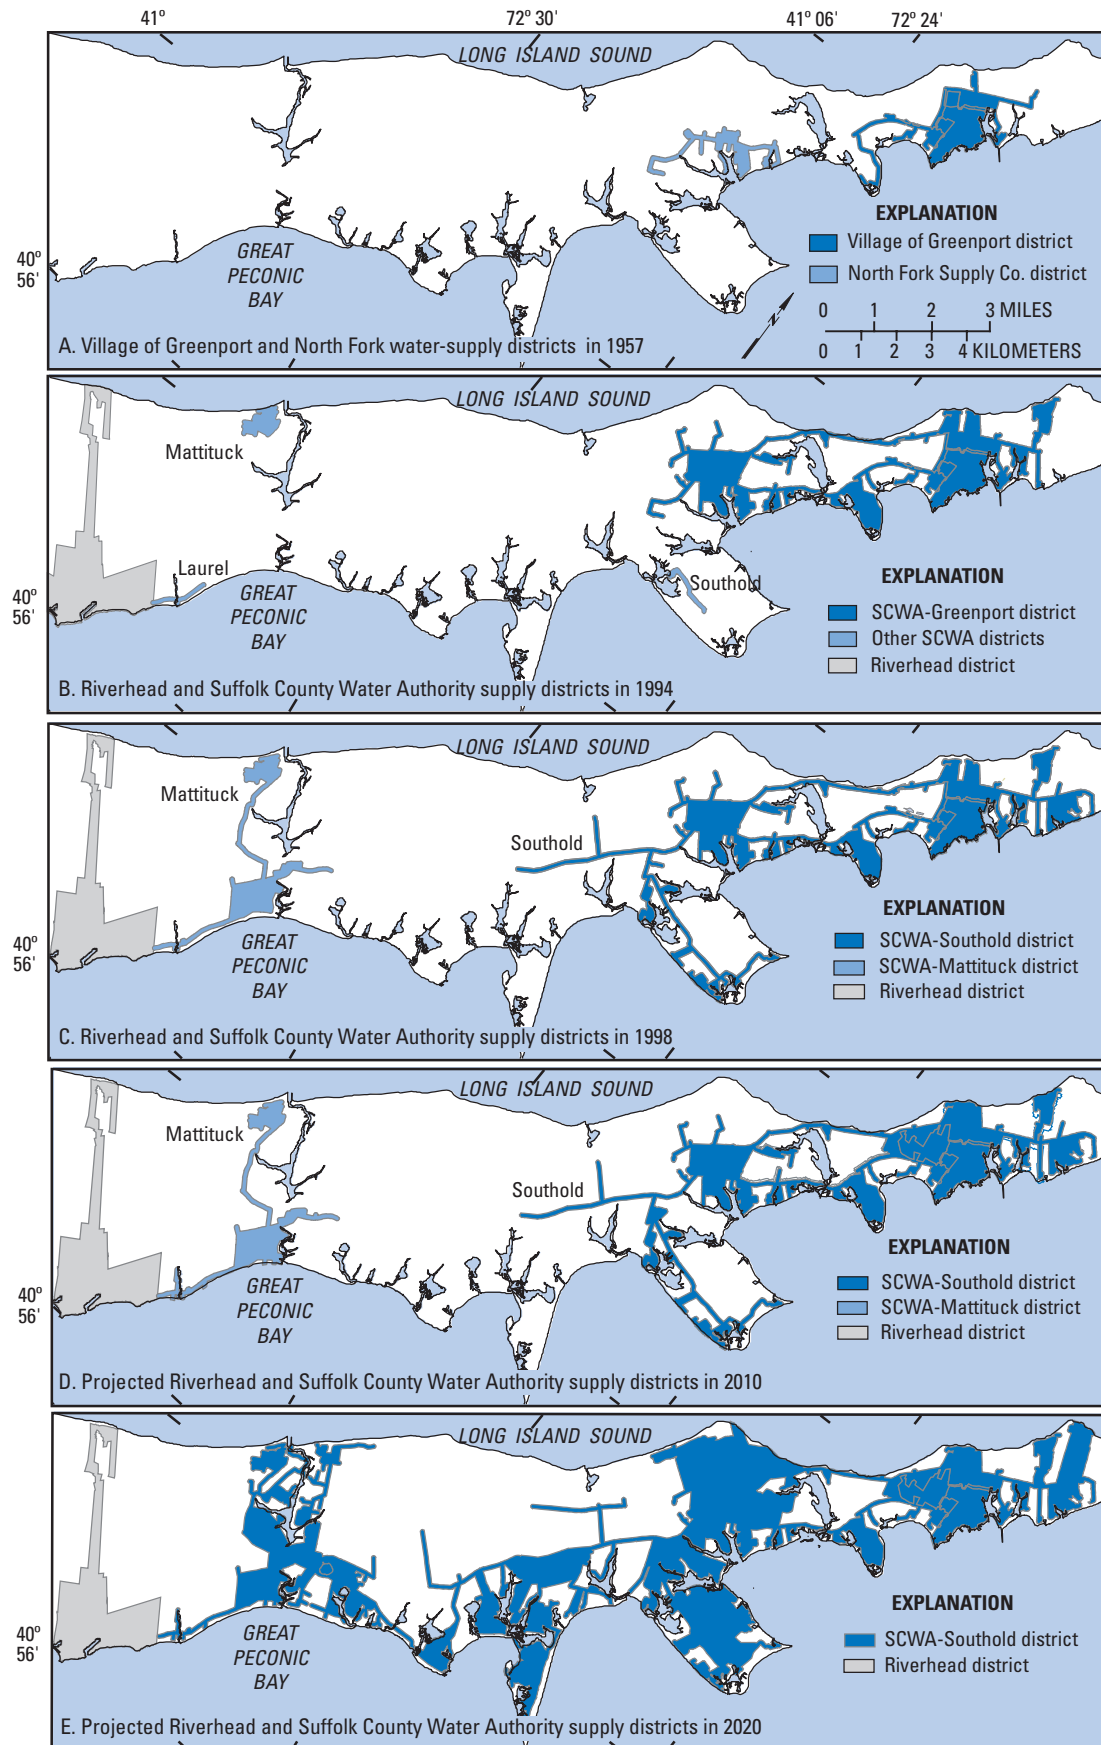 41° 72° 30' 41° 06' 72° 24'
LONG ISLAND SOUND
GREAT
PECONIC
BAY
40°
56'
EXPLANATION
Village of Greenport district
North Fork Supply Co. district
N
0 1 2 3 MILES
0 1 2 3 4 KILOMETERS
A. Village of Greenport and North Fork water-supply districts in 1957
LONG ISLAND SOUND
Mattituck
Laurel
Southold
GREAT
PECONIC
BAY
40°
56'
EXPLANATION
SCWA-Greenport district
Other SCWA districts
Riverhead district
B. Riverhead and Suffolk County Water Authority supply districts in 1994
LONG ISLAND SOUND
Mattituck
Southold
GREAT
PECONIC
BAY
40°
56'
EXPLANATION
SCWA-Southold district
SCWA-Mattituck district
Riverhead district
C. Riverhead and Suffolk County Water Authority supply districts in 1998
LONG ISLAND SOUND
Mattituck
Southold
GREAT
PECONIC
BAY
40°
56'
EXPLANATION
SCWA-Southold district
SCWA-Mattituck district
Riverhead district
D. Projected Riverhead and Suffolk County Water Authority supply districts in 2010
LONG ISLAND SOUND
GREAT
PECONIC
BAY
40°
56'
EXPLANATION
SCWA-Southold district
Riverhead district
E. Projected Riverhead and Suffolk County Water Authority supply districts in 2020